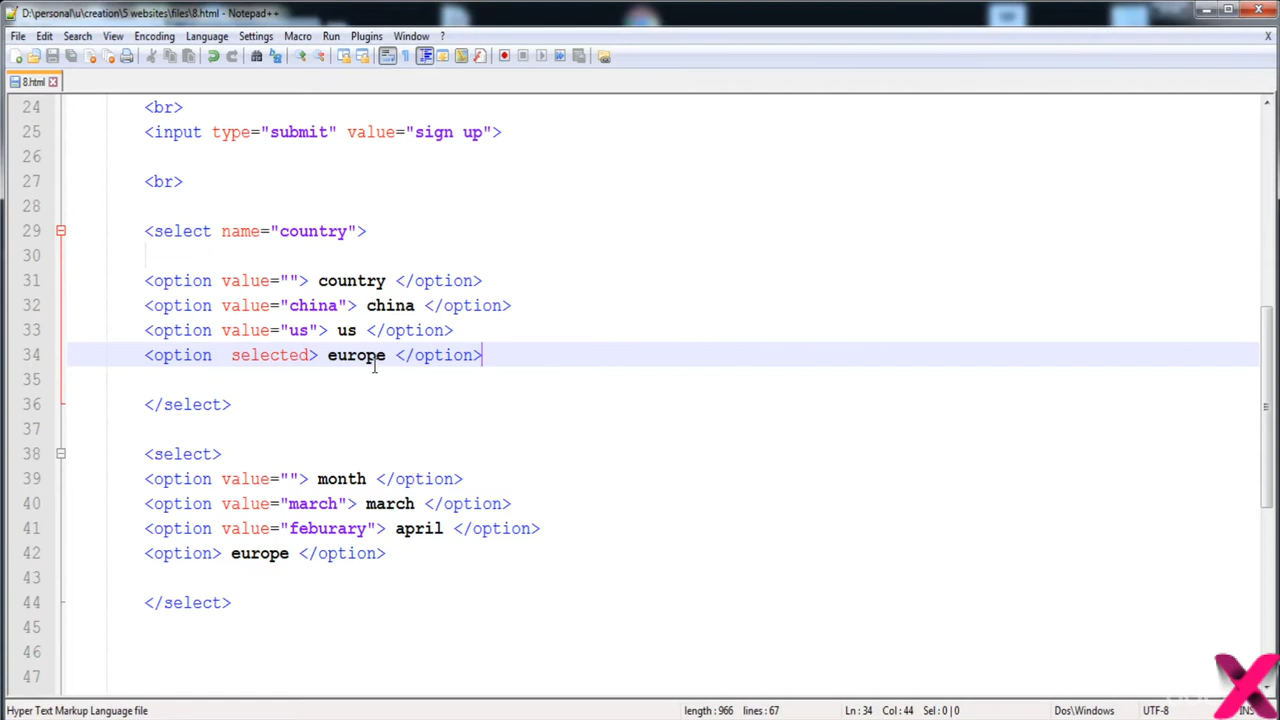 D:\personal\u\creation\5 websites\files\8.html - Notepad++
File Edit Search View Encoding Language Settings Macro Run Plugins Window ? X
8.html
24 <br>
25 <input type="submit" value="sign up">
26
27 <br>
28
29 <select name="country">
30
31 <option value=""> country </option>
32 <option value="china"> china </option>
33 <option value="us"> us </option>
34 <option  selected> europe </option>
35
36 </select>
37
38 <select>
39 <option value=""> month </option>
40 <option value="march"> march </option>
41 <option value="feburary"> april </option>
42 <option> europe </option>
43
44 </select>
45
46
47
Hyper Text Markup Language file length : 966 lines : 67 Ln : 34 Col : 44 Sel : 0 | 0 Dos\Windows UTF-8 INS